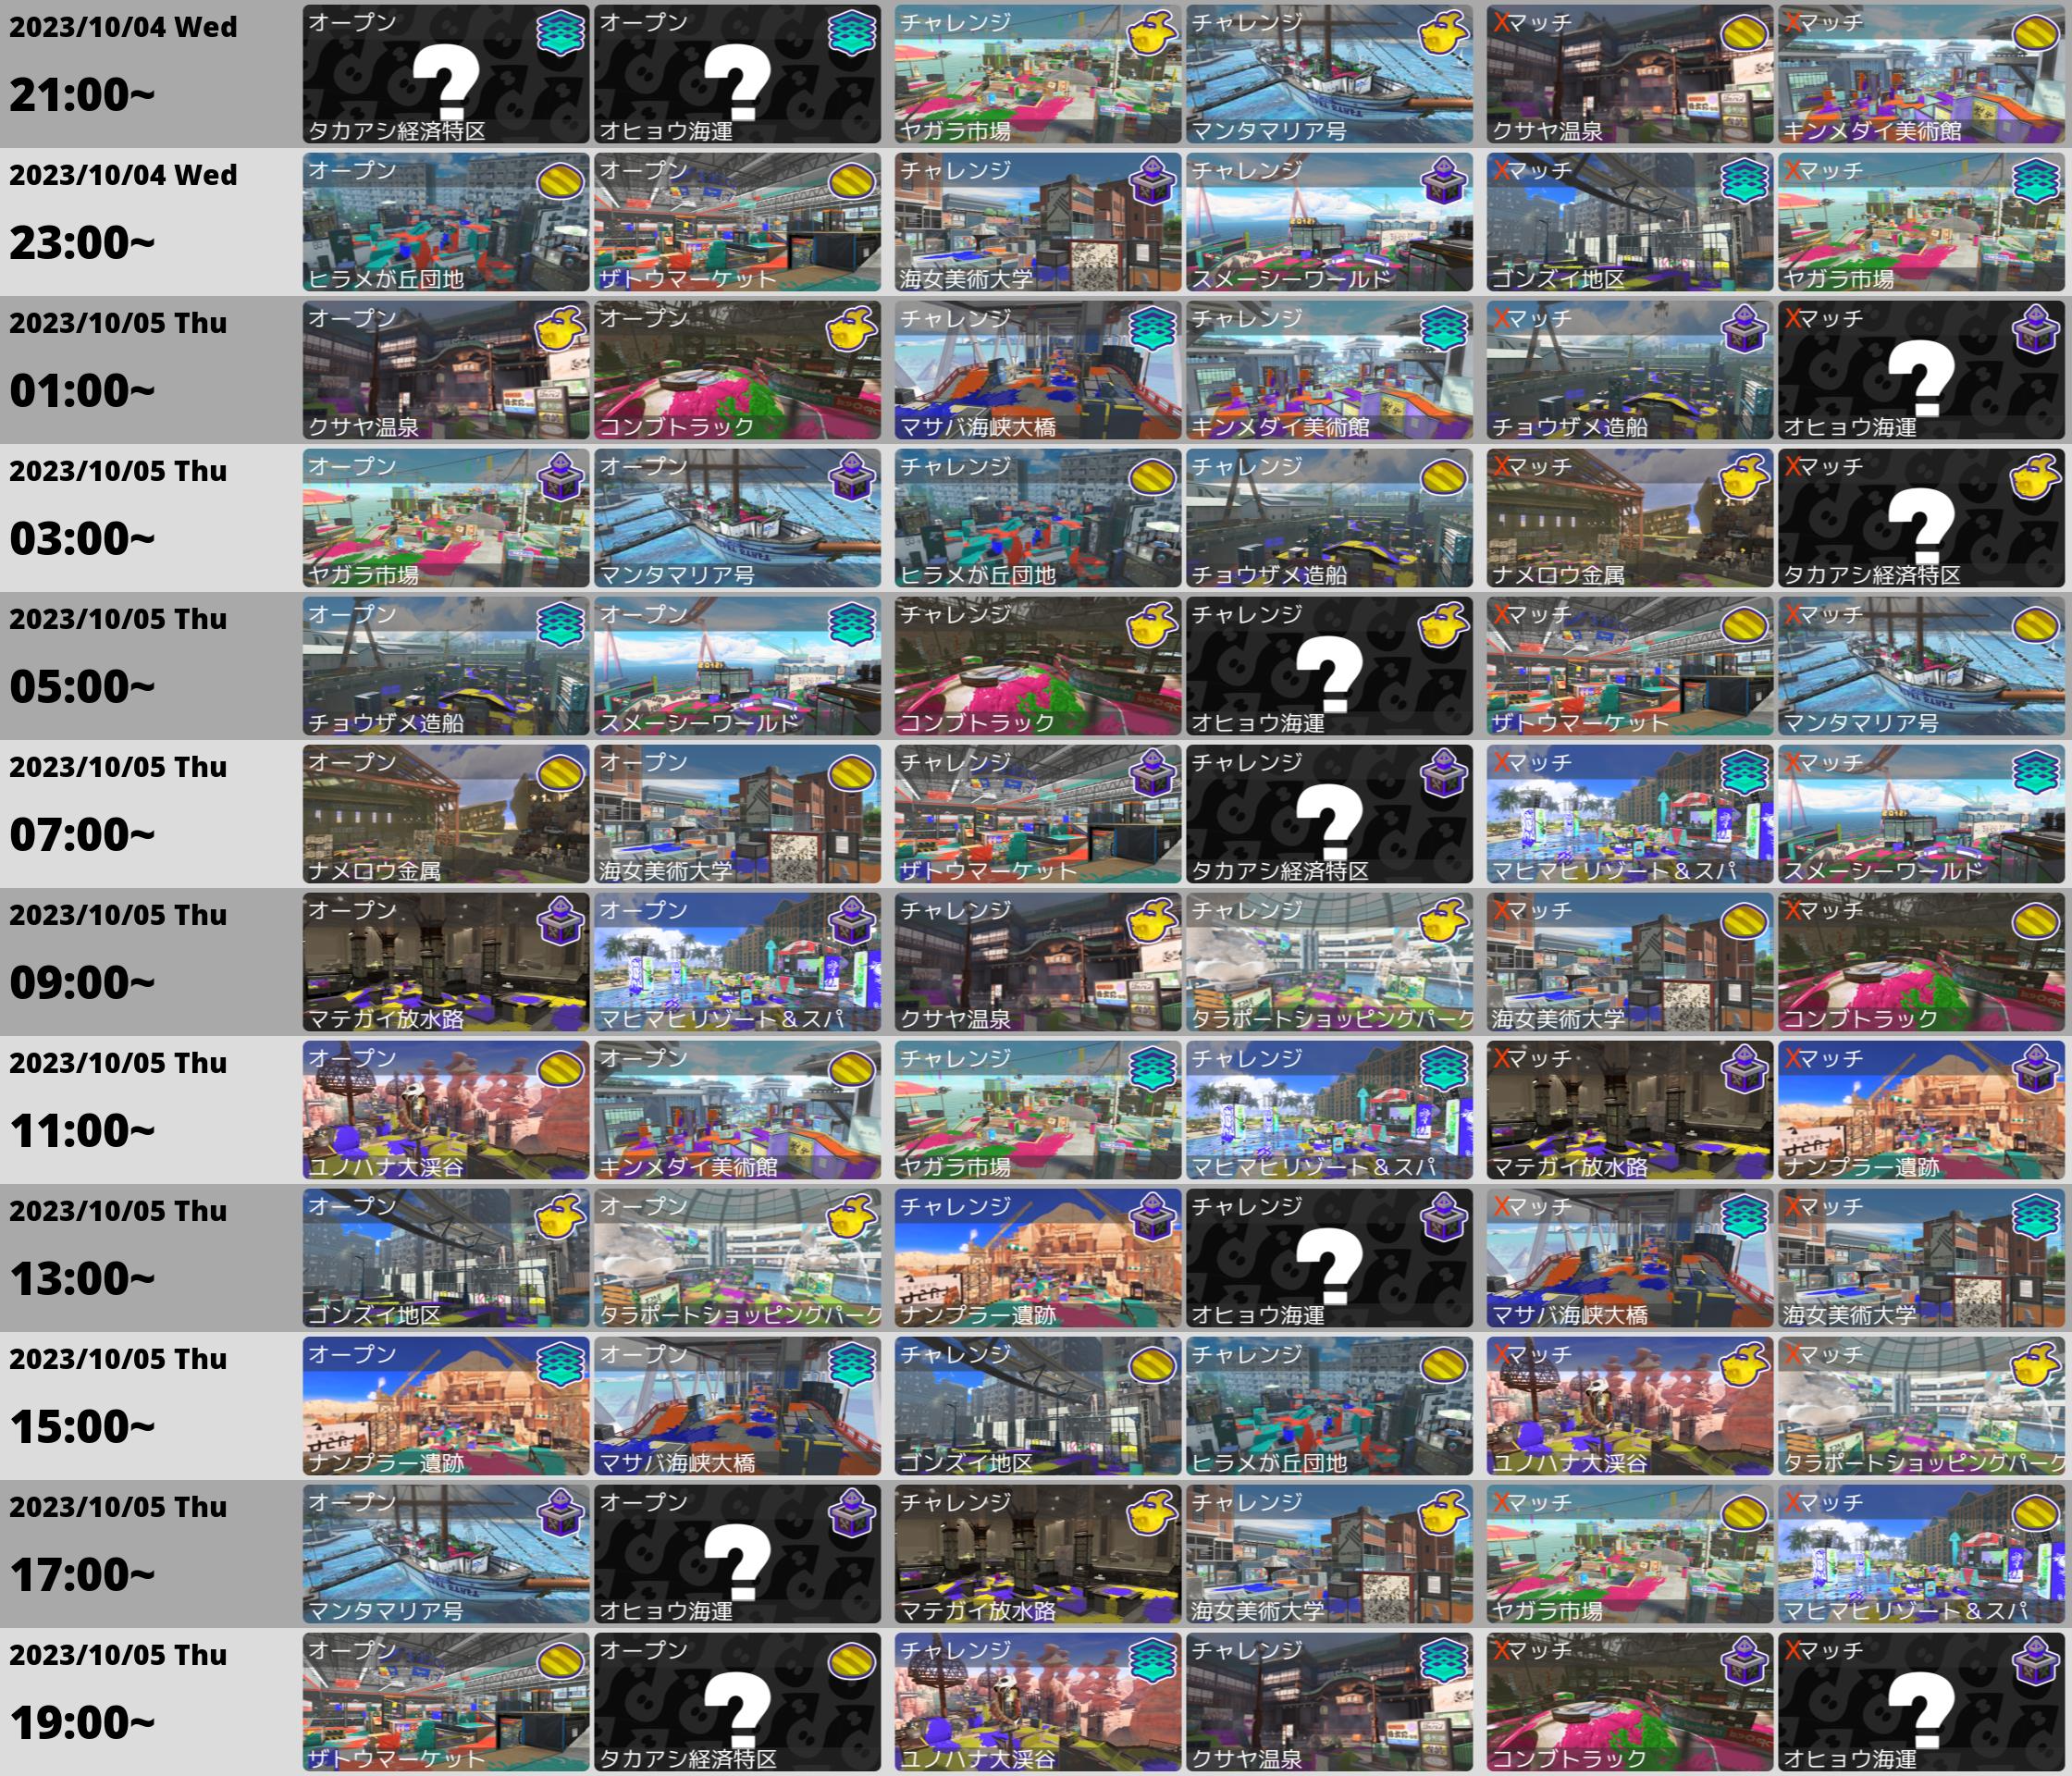 2023/10/04 Wed
21:00~
オープン
タカアシ経済特区
オープン
オヒョウ海運
チャレンジ
ヤガラ市場
チャレンジ
マンタマリア号
Xマッチ
クサヤ温泉
Xマッチ
キンメダイ美術館
2023/10/04 Wed
23:00~
オープン
ヒラメが丘団地
オープン
ザトウマーケット
チャレンジ
海女美術大学
チャレンジ
スメーシーワールド
Xマッチ
ゴンズイ地区
Xマッチ
ヤガラ市場
2023/10/05 Thu
01:00~
オープン
クサヤ温泉
オープン
コンブトラック
チャレンジ
マサバ海峡大橋
チャレンジ
キンメダイ美術館
Xマッチ
チョウザメ造船
Xマッチ
オヒョウ海運
2023/10/05 Thu
03:00~
オープン
ヤガラ市場
オープン
マンタマリア号
チャレンジ
ヒラメが丘団地
チャレンジ
チョウザメ造船
Xマッチ
ナメロウ金属
Xマッチ
タカアシ経済特区
2023/10/05 Thu
05:00~
オープン
チョウザメ造船
オープン
スメーシーワールド
チャレンジ
コンブトラック
チャレンジ
オヒョウ海運
Xマッチ
ザトウマーケット
Xマッチ
マンタマリア号
2023/10/05 Thu
07:00~
オープン
ナメロウ金属
オープン
海女美術大学
チャレンジ
ザトウマーケット
チャレンジ
タカアシ経済特区
Xマッチ
マヒマヒリゾート&スパ
Xマッチ
スメーシーワールド
2023/10/05 Thu
09:00~
オープン
マテガイ放水路
オープン
マヒマヒリゾート&スパ
チャレンジ
クサヤ温泉
チャレンジ
タラポートショッピングパーク
Xマッチ
海女美術大学
Xマッチ
コンブトラック
2023/10/05 Thu
11:00~
オープン
ユノハナ大渓谷
オープン
キンメダイ美術館
チャレンジ
ヤガラ市場
チャレンジ
マヒマヒリゾート&スパ
Xマッチ
マテガイ放水路
Xマッチ
ナンプラー遺跡
2023/10/05 Thu
13:00~
オープン
ゴンズイ地区
オープン
タラポートショッピングパーク
チャレンジ
ナンプラー遺跡
チャレンジ
オヒョウ海運
Xマッチ
マサバ海峡大橋
Xマッチ
海女美術大学
2023/10/05 Thu
15:00~
オープン
ナンプラー遺跡
オープン
マサバ海峡大橋
チャレンジ
ゴンズイ地区
チャレンジ
ヒラメが丘団地
Xマッチ
ユノハナ大渓谷
Xマッチ
タラポートショッピングパーク
2023/10/05 Thu
17:00~
オープン
マンタマリア号
オープン
オヒョウ海運
チャレンジ
マテガイ放水路
チャレンジ
海女美術大学
Xマッチ
ヤガラ市場
Xマッチ
マヒマヒリゾート&スパ
2023/10/05 Thu
19:00~
オープン
ザトウマーケット
オープン
タカアシ経済特区
チャレンジ
ユノハナ大渓谷
チャレンジ
クサヤ温泉
Xマッチ
コンブトラック
Xマッチ
オヒョウ海運